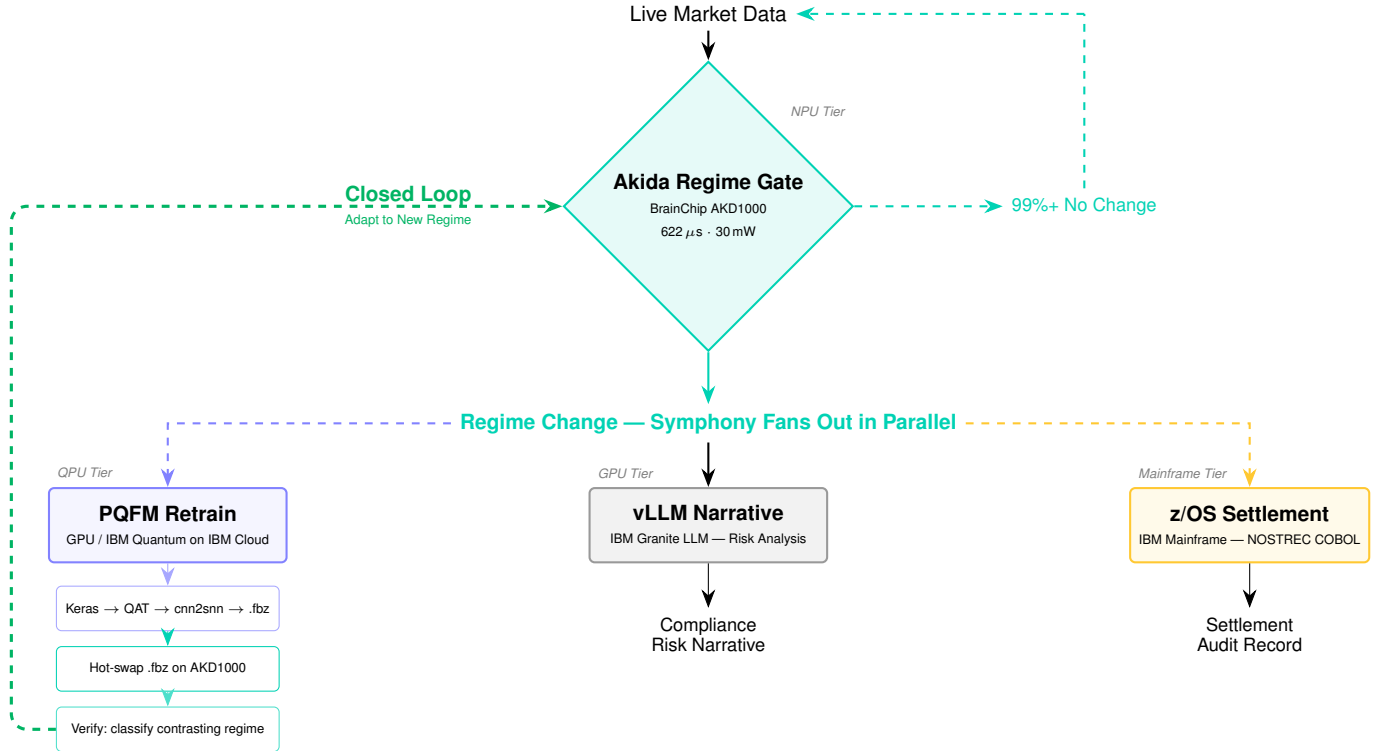 Live Market Data
NPU Tier
Akida Regime Gate
BrainChip AKD1000
622 μs · 30 mW
Closed Loop
Adapt to New Regime
99%+ No Change
Regime Change — Symphony Fans Out in Parallel
QPU Tier
PQFM Retrain
GPU / IBM Quantum on IBM Cloud
Keras → QAT → cnn2snn → .fbz
Hot-swap .fbz on AKD1000
Verify: classify contrasting regime
GPU Tier
vLLM Narrative
IBM Granite LLM — Risk Analysis
Compliance
Risk Narrative
Mainframe Tier
z/OS Settlement
IBM Mainframe — NOSTREC COBOL
Settlement
Audit Record